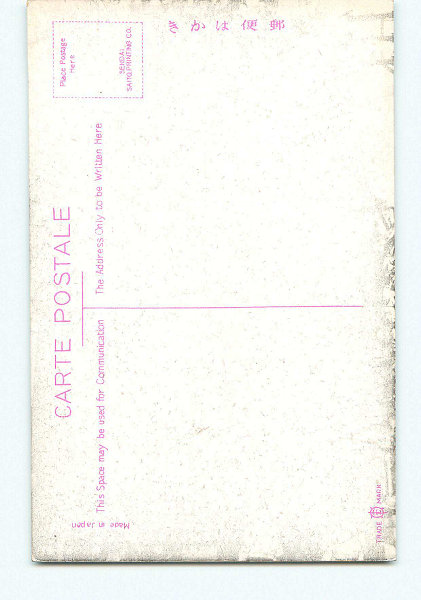 郵便はかき
Place Postage
Here
SENDAI
SAITO PRINTING CO.
CARTE POSTALE
This Space may be used for Communication
The Address Only to be Written Here
Made in Japan
TRADE MARK